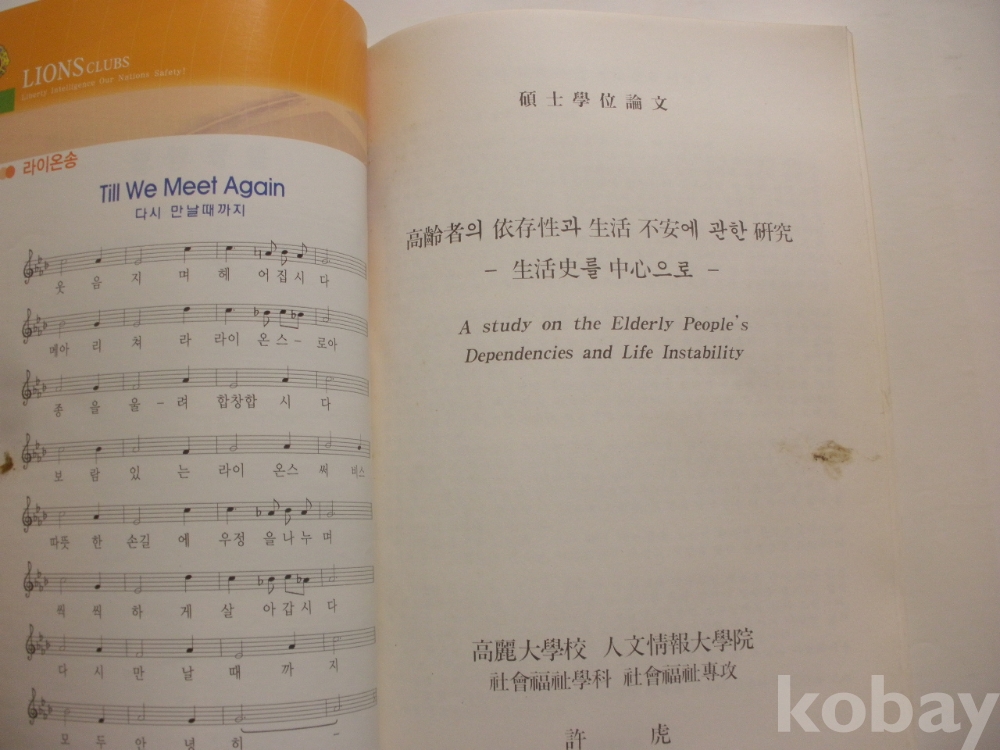 LIONS CLUBS
Liberty Intelligence Our Nations Safety!
라이온송
Till We Meet Again
다시 만날때까지
웃 음 지 며 헤 어 집 시 다
메아 리 쳐 라 라이 온 스 - 로아
종 을 울 - 려 합창합 시 다
보 람 있 는 라이 온스 써 비스
따뜻 한 손길 에 우정 을 나 누 며
씩 씩 하 게 살 아 갑 시 다
다 시 만 날 때 까 지
모 두 안 녕 히 -
碩士學位論文
高齡者의 依存性과 生活 不安에 관한 硏究
- 生活史를 中心으로 -
A study on the Elderly People's
Dependencies and Life Instability
高麗大學校 人文情報大學院
社會福祉學科 社會福祉專攻
許 虎
kobay